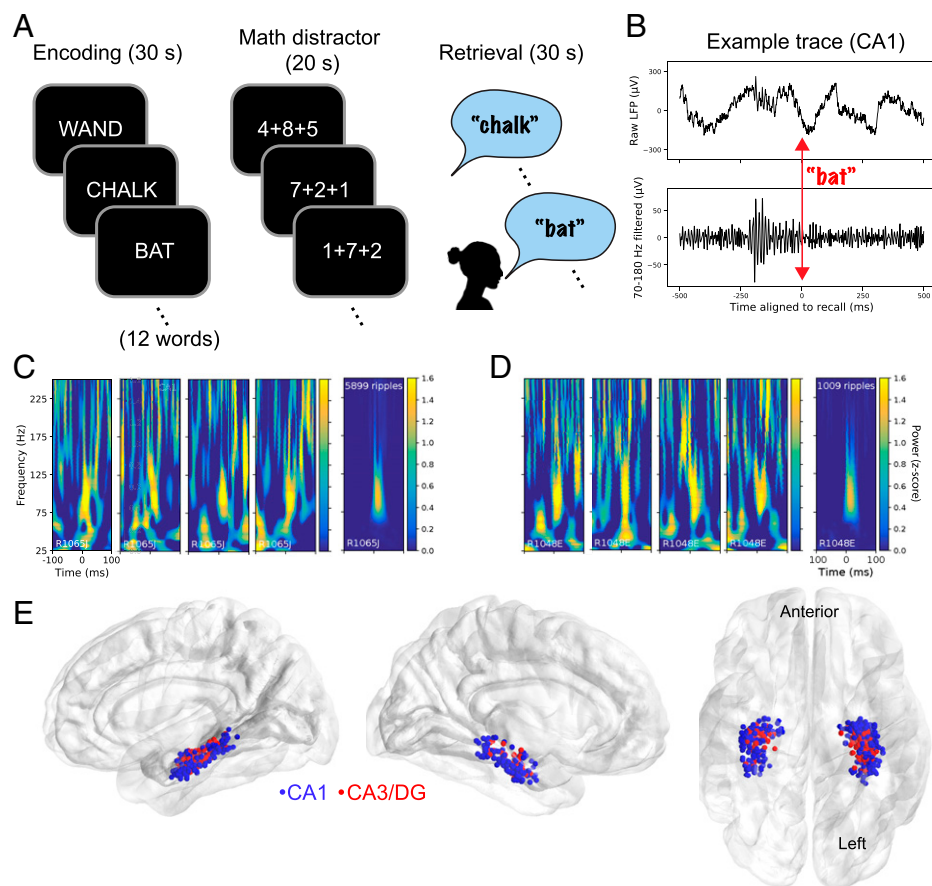 A
Encoding (30 s)
WAND
CHALK
BAT
(12 words)
Math distractor
(20 s)
4+8+5
7+2+1
1+7+2
Retrieval (30 s)
“chalk”
“bat”
B
Example trace (CA1)
Raw LFP (µV)
300
0
−300
“bat”
70-180 Hz filtered (µV)
50
0
−50
-500 -250 0 250 500
Time aligned to recall (ms)
C
Frequency (Hz)
225
175
125
75
25
CA1
R1065J
R1065J
R1065J
R1065J
5899 ripples
R1065J
1.6
1.4
1.2
1.0
0.8
0.6
0.4
0.2
0.0
-100 0 100
Time (ms)
D
R1048E
R1048E
R1048E
R1048E
1009 ripples
R1048E
1.6
1.4
1.2
1.0
0.8
0.6
0.4
0.2
0.0
Power (z-score)
100 0 100
Time (ms)
E
•CA1 •CA3/DG
Anterior
Left